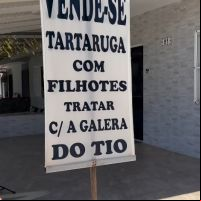 VENDE-SE
TARTARUGA
COM
FILHOTES
TRATAR
C/ A GALERA
DO TIO